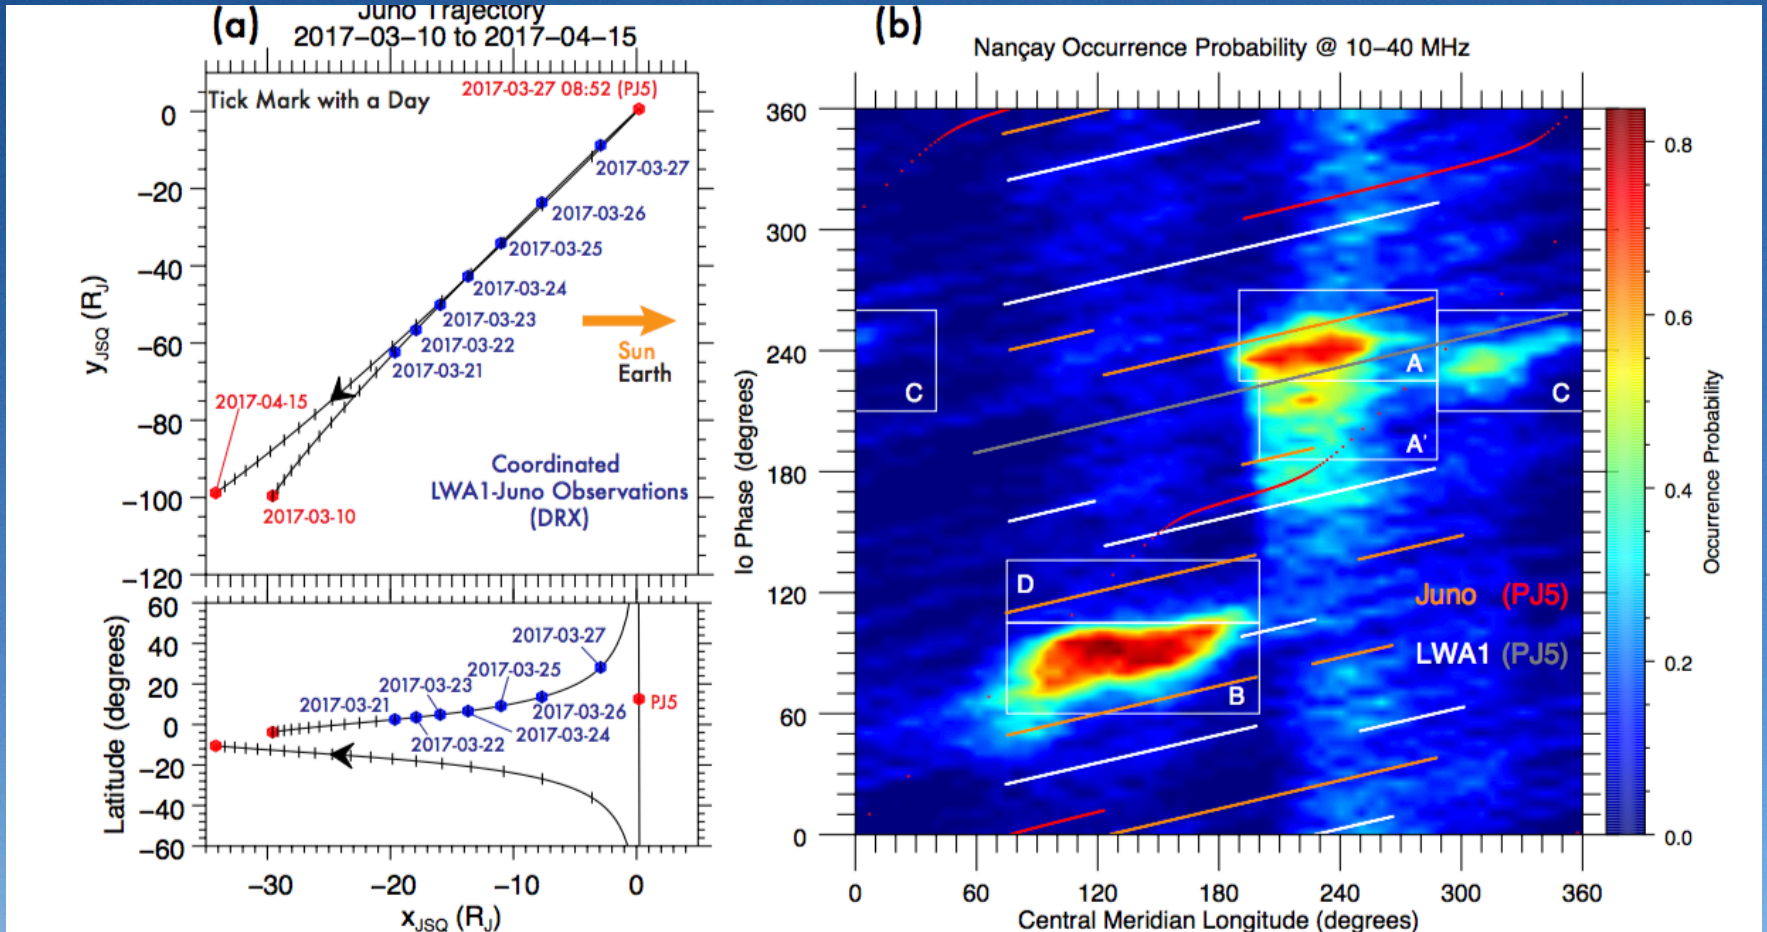 (a)
Juno Trajectory
2017-03-10 to 2017-04-15
Tick Mark with a Day
2017-03-27 08:52 (PJ5)
2017-03-27
2017-03-26
2017-03-25
2017-03-24
2017-03-23
2017-03-22
2017-03-21
2017-04-15
2017-03-10
Sun
Earth
Coordinated
LWA1-Juno Observations
(DRX)
0
-20
-40
-60
-80
-100
-120
yJSQ (RJ)
60
40
20
0
-20
-40
-60
Latitude (degrees)
2017-03-27
2017-03-25
2017-03-23
2017-03-21
2017-03-26
2017-03-24
2017-03-22
PJ5
-30
-20
-10
0
xJSQ (RJ)
(b)
Nançay Occurrence Probability @ 10-40 MHz
360
300
240
180
120
60
0
Io Phase (degrees)
C
A
C
A'
D
B
Juno (PJ5)
LWA1 (PJ5)
0
60
120
180
240
300
360
Central Meridian Longitude (degrees)
0.8
0.6
0.4
0.2
0.0
Occurrence Probability